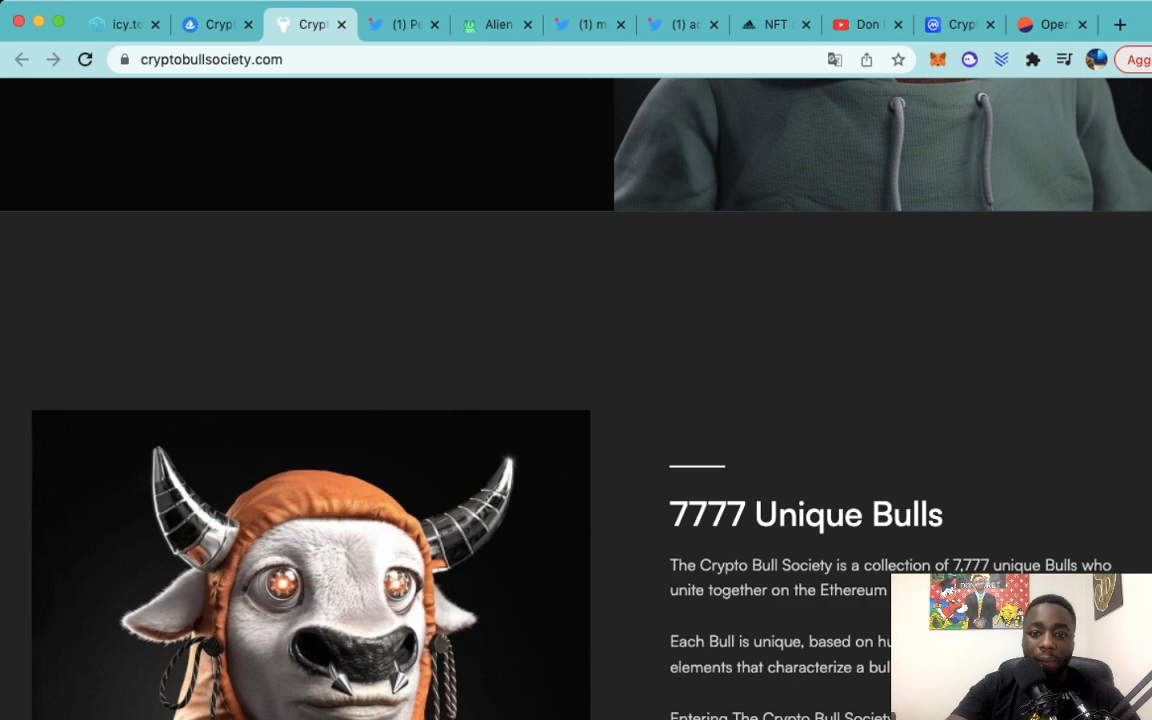 icy.to
Crypt
Crypt
(1) Pe
Alien
(1) m
(1) ac
NFT
Don
Cryp
Oper
cryptobullsociety.com
Agg
7777 Unique Bulls
The Crypto Bull Society is a collection of 7,777 unique Bulls who
unite together on the Ethereum
Each Bull is unique, based on hu
elements that characterize a bul
Entering The Crypto Bull Society